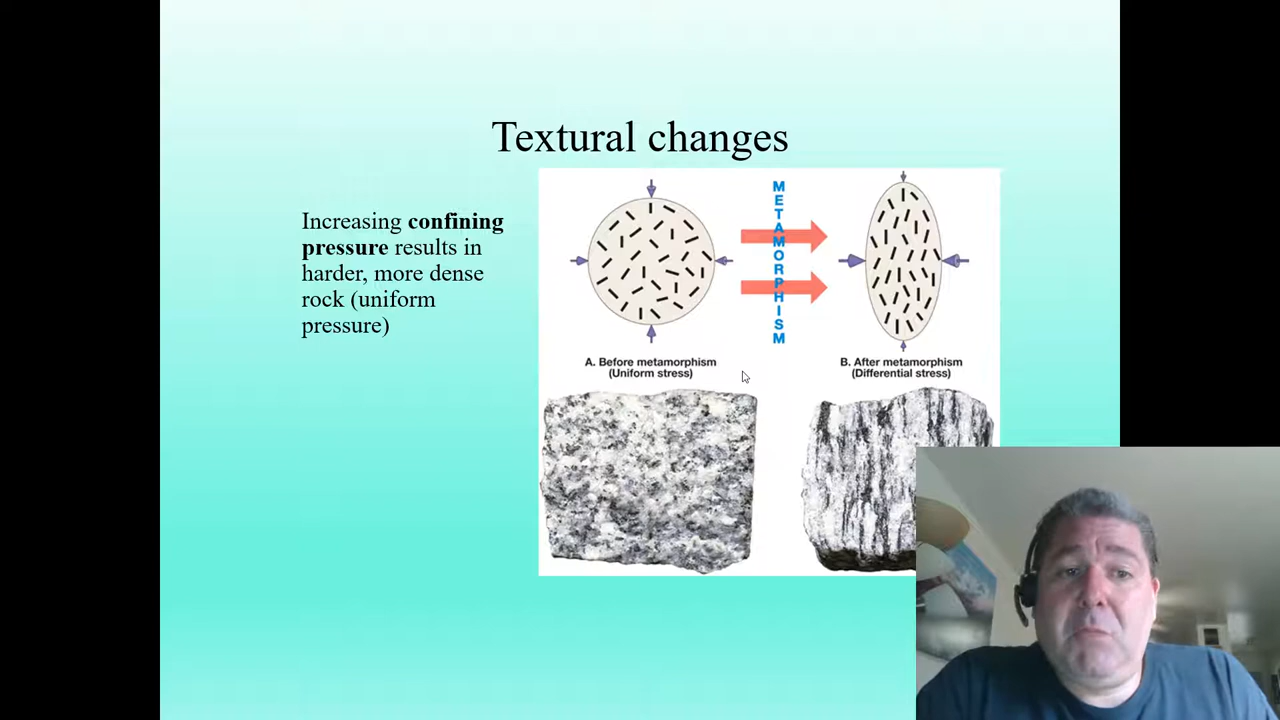 Textural changes
Increasing confining
pressure results in
harder, more dense
rock (uniform
pressure)
METAMORPHISM
A. Before metamorphism
(Uniform stress)
B. After metamorphism
(Differential stress)